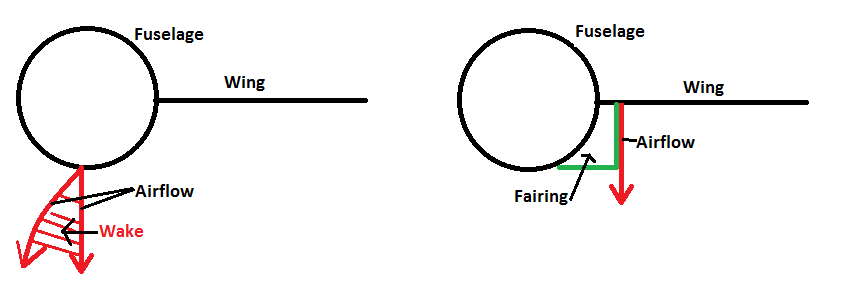 Fuselage
Wing
Airflow
Wake
Fuselage
Wing
Airflow
Fairing